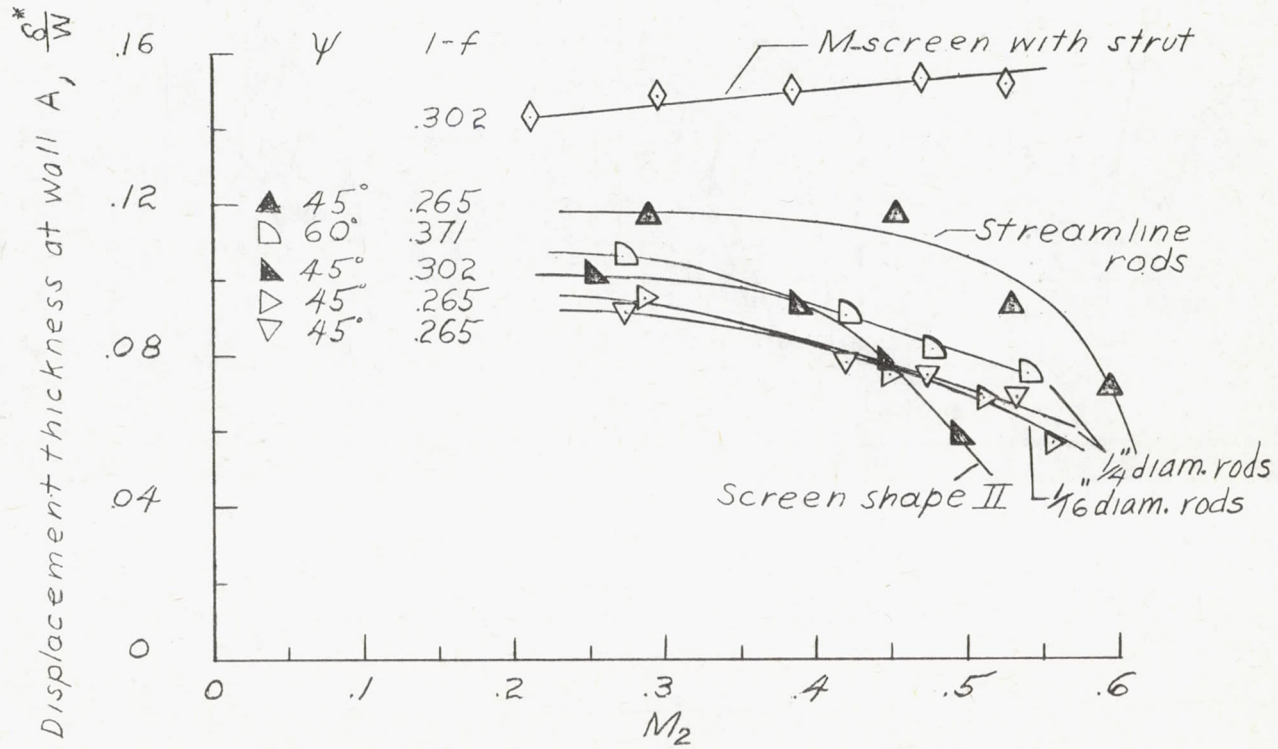 Displacement thickness at wall A, δ*/W
.16
.12
.08
.04
0
ψ 1-f
.302
45° .265
60° .371
45° .302
45° .265
45° .265
M-screen with strut
Streamline
rods
1/4" diam. rods
1/16" diam. rods
Screen shape II
0 .1 .2 .3 .4 .5 .6
M2